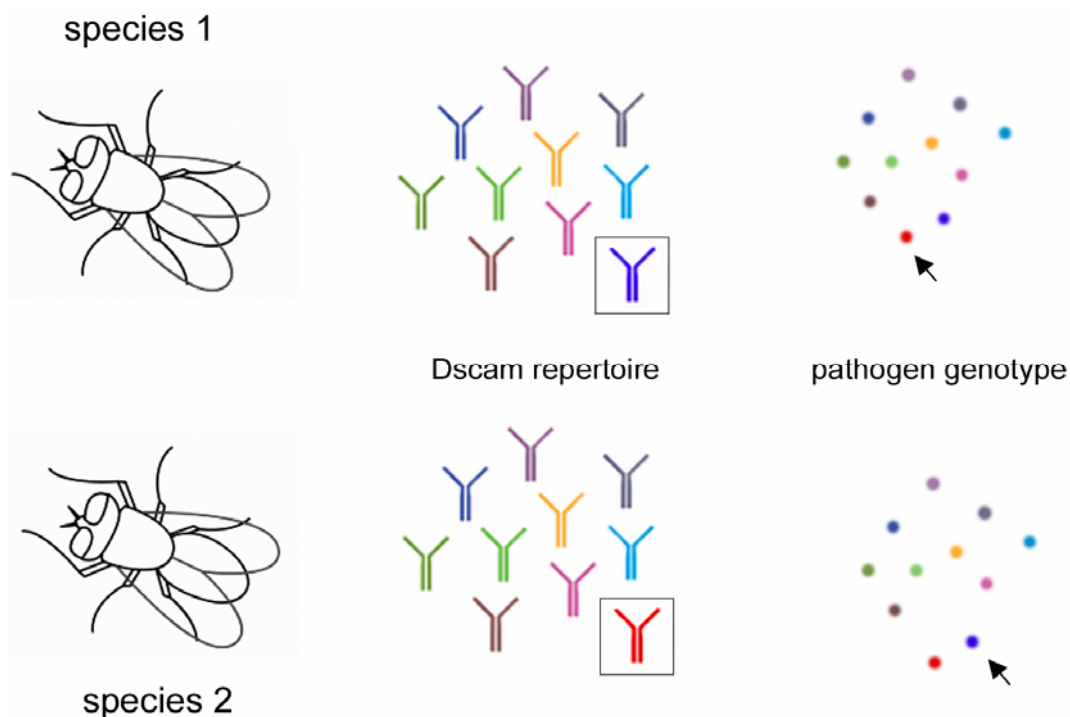 species 1
Dscam repertoire
pathogen genotype
species 2